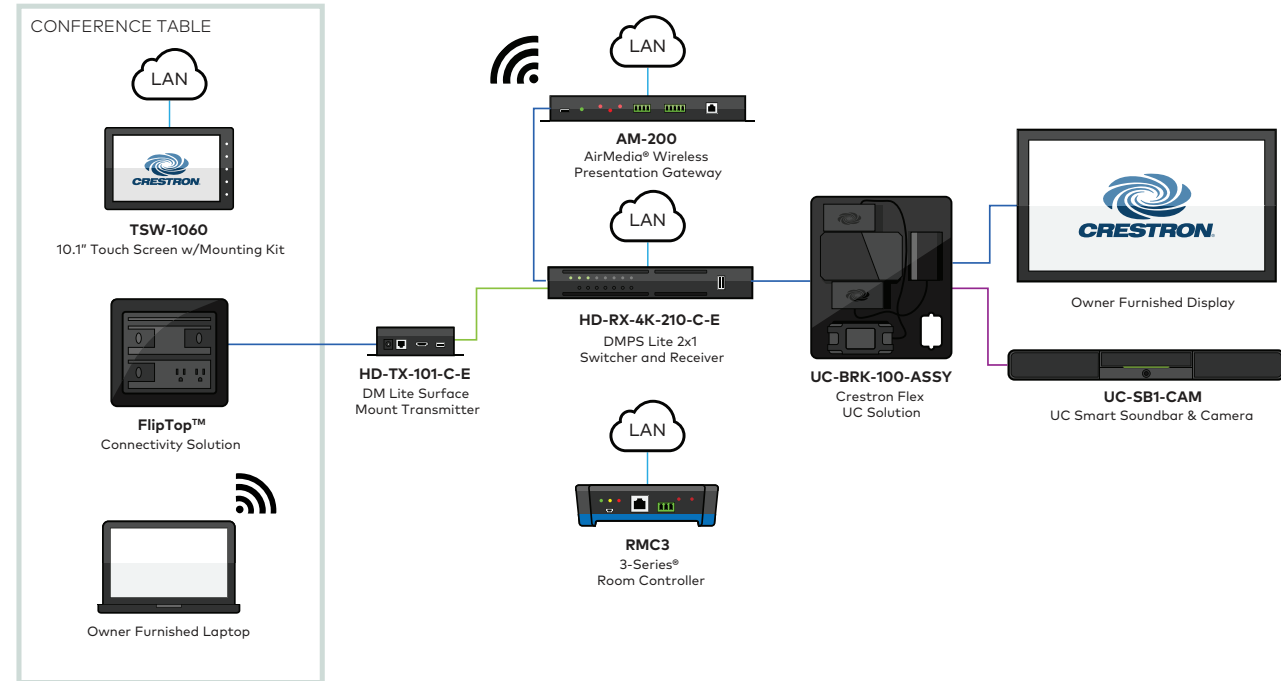 CONFERENCE TABLE
LAN
CRESTRON
TSW-1060
10.1” Touch Screen w/Mounting Kit
FlipTop™
Connectivity Solution
Owner Furnished Laptop
HD-TX-101-C-E
DM Lite Surface
Mount Transmitter
LAN
AM-200
AirMedia® Wireless
Presentation Gateway
LAN
HD-RX-4K-210-C-E
DMPS Lite 2x1
Switcher and Receiver
LAN
RMC3
3-Series®
Room Controller
UC-BRK-100-ASSY
Crestron Flex
UC Solution
CRESTRON.
Owner Furnished Display
UC-SB1-CAM
UC Smart Soundbar & Camera